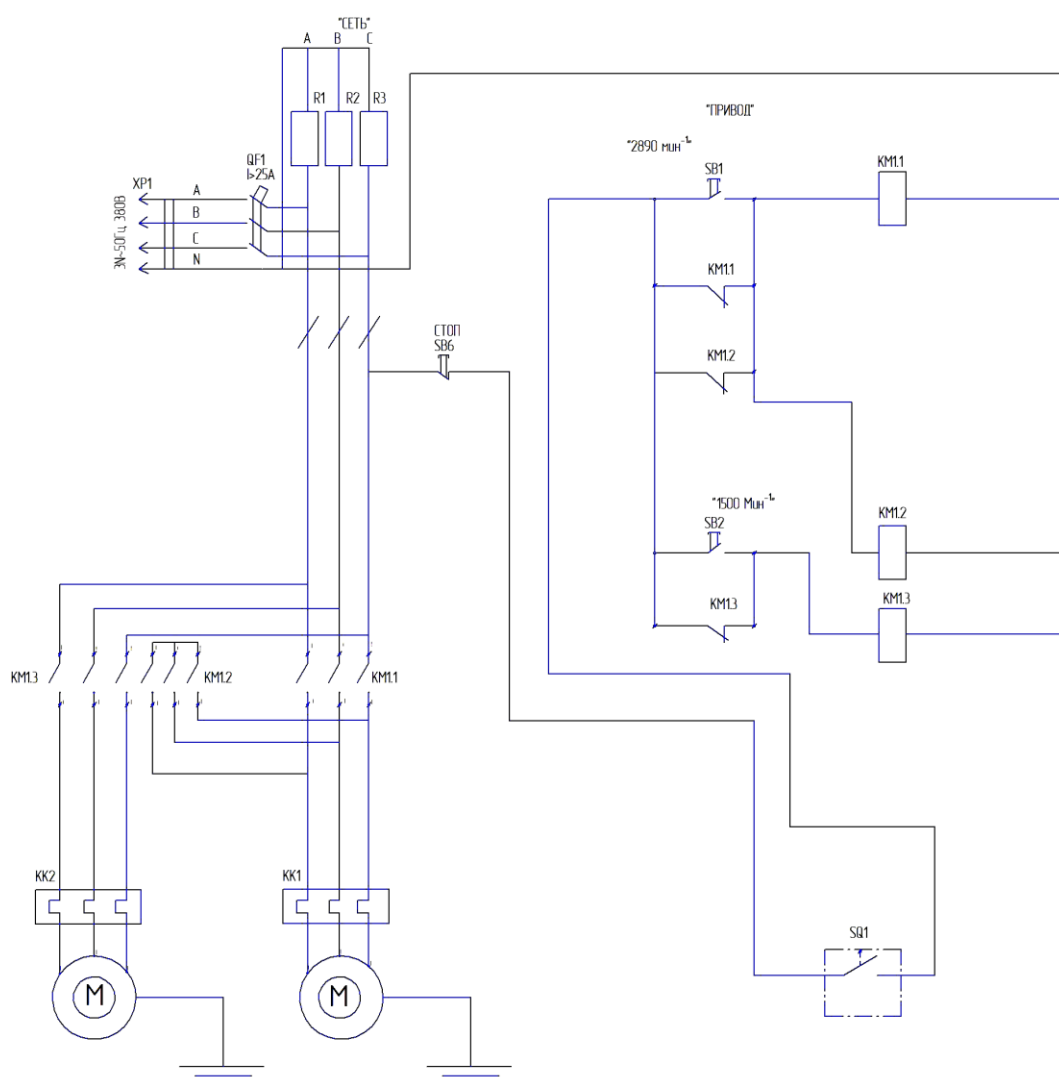 "СЕТЬ"
A B C
R1 R2 R3
QF1
I>25А
XP1
A
B
C
N
3N~50Гц 380В
"ПРИВОД"
"2890 мин⁻¹"
SB1
KM1.1
KM1.1
KM1.2
СТОП
SB6
"1500 Мин⁻¹"
SB2
KM1.2
KM1.3
KM1.3
KM1.3
KM1.2
KM1.1
KK2
KK1
SQ1
M
M